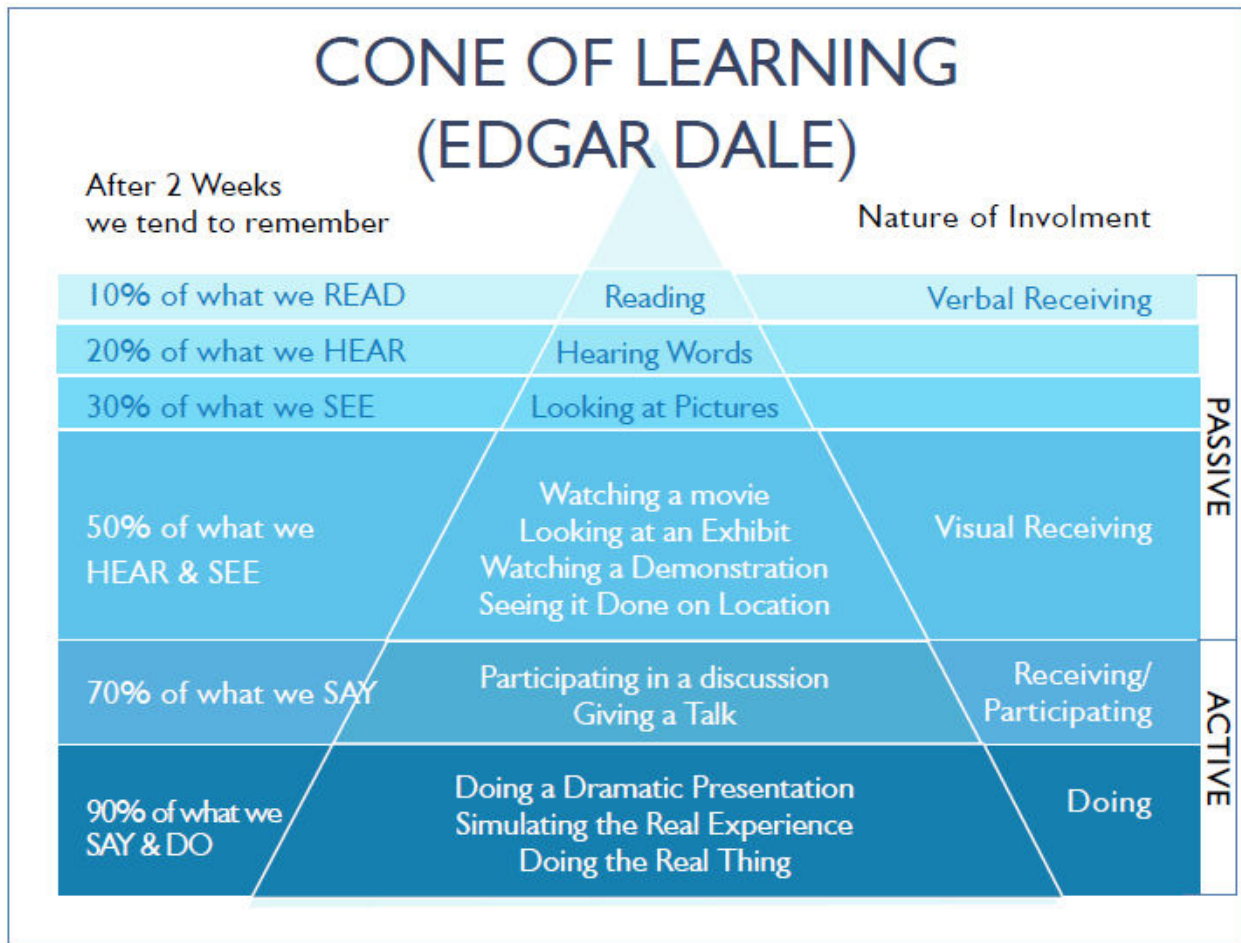 CONE OF LEARNING
(EDGAR DALE)
After 2 Weeks
we tend to remember
Nature of Involment
10% of what we READ
Reading
Verbal Receiving
20% of what we HEAR
Hearing Words
30% of what we SEE
Looking at Pictures
50% of what we
HEAR & SEE
Watching a movie
Looking at an Exhibit
Watching a Demonstration
Seeing it Done on Location
Visual Receiving
PASSIVE
70% of what we SAY
Participating in a discussion
Giving a Talk
Receiving/
Participating
90% of what we
SAY & DO
Doing a Dramatic Presentation
Simulating the Real Experience
Doing the Real Thing
Doing
ACTIVE